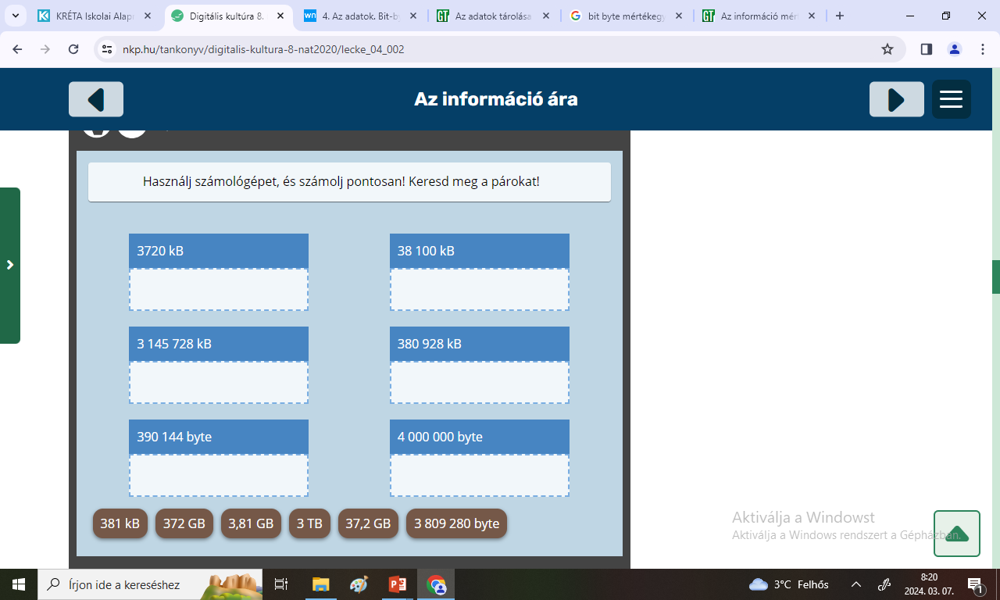 KRÉTA Iskolai Alapr
Digitális kultúra 8.
4. Az adatok. Bit-b
Az adatok tárolása
bit byte mértékegy
Az információ mér
nkp.hu/tankonyv/digitalis-kultura-8-nat2020/lecke_04_002
Az információ ára
Használj számológépet, és számolj pontosan! Keresd meg a párokat!
3720 kB
38 100 kB
3 145 728 kB
380 928 kB
390 144 byte
4 000 000 byte
381 kB
372 GB
3,81 GB
3 TB
37,2 GB
3 809 280 byte
Aktiválja a Windowst
Aktiválja a Windows rendszert a Gépházban.
Írjon ide a kereséshez
3°C Felhős
8:20
2024. 03. 07.
1